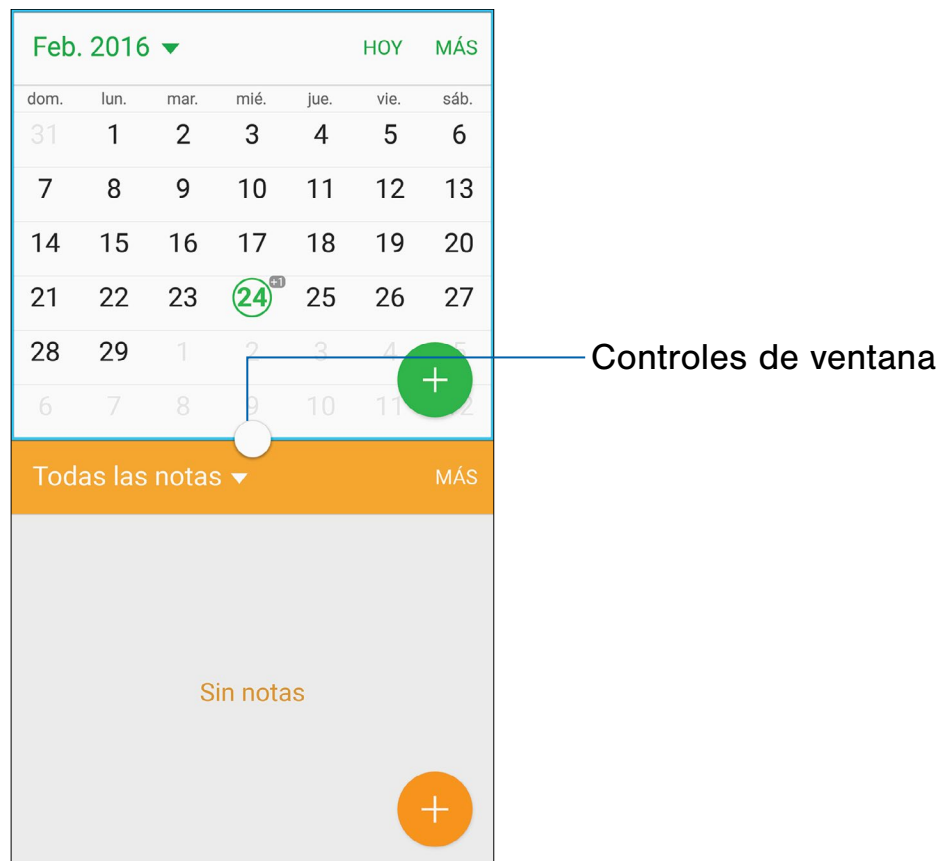 Feb. 2016 HOY MÁS
dom. lun. mar. mié. jue. vie. sáb.
31 1 2 3 4 5 6
7 8 9 10 11 12 13
14 15 16 17 18 19 20
21 22 23 24 +1 25 26 27
28 29 1 2 3 4 5
6 7 8 9 10 11 12
Controles de ventana
Todas las notas MÁS
Sin notas